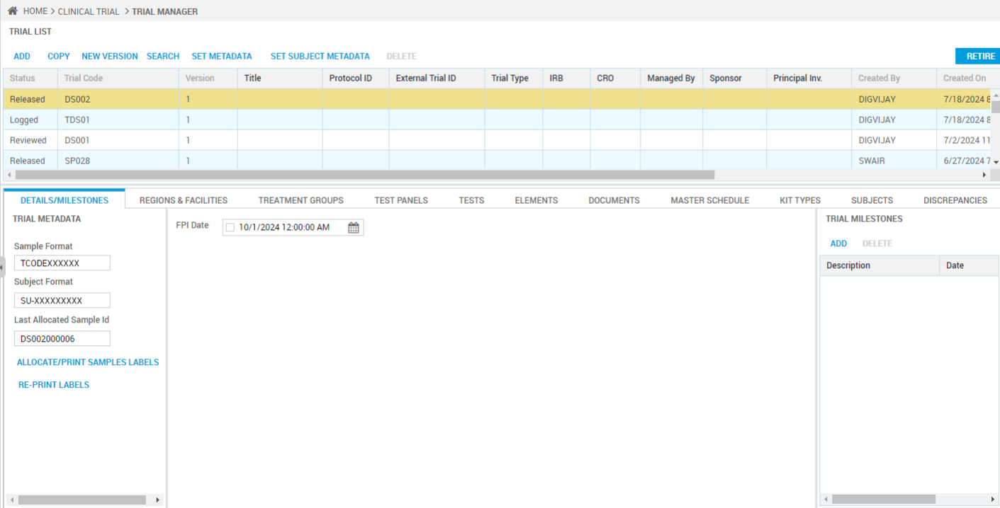 HOME > CLINICAL TRIAL > TRIAL MANAGER
TRIAL LIST
ADD COPY NEW VERSION SEARCH SET METADATA SET SUBJECT METADATA DELETE RETIRE
Status Trial Code Version Title Protocol ID External Trial ID Trial Type IRB CRO Managed By Sponsor Principal Inv. Created By Created On
Released DS002 1 DIGVIJAY 7/18/2024 8
Logged TDS01 1 DIGVIJAY 7/18/2024 8
Reviewed DS001 1 DIGVIJAY 7/2/2024 11
Released SP028 1 SWAIR 6/27/2024 7
DETAILS/MILESTONES REGIONS & FACILITIES TREATMENT GROUPS TEST PANELS TESTS ELEMENTS DOCUMENTS MASTER SCHEDULE KIT TYPES SUBJECTS DISCREPANCIES
TRIAL METADATA
Sample Format
TCODEXXXXXX
Subject Format
SU-XXXXXXXXX
Last Allocated Sample Id
DS002000006
ALLOCATE/PRINT SAMPLES LABELS
RE-PRINT LABELS
FPI Date 10/1/2024 12:00:00 AM
TRIAL MILESTONES
ADD DELETE
Description Date